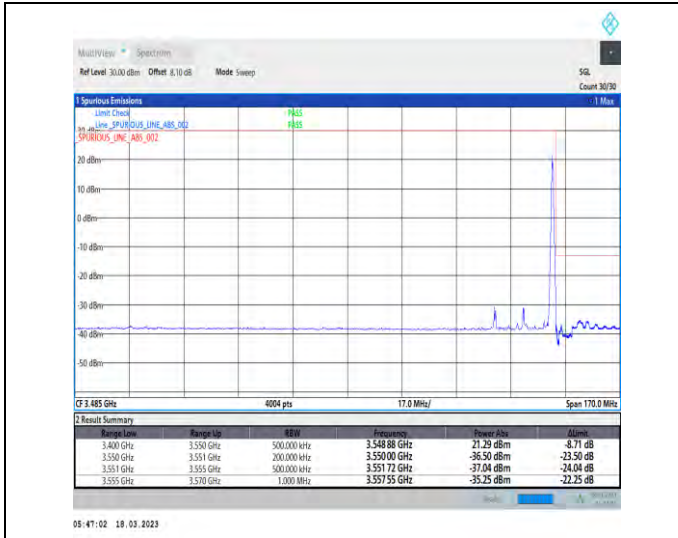 MultiView Spectrum
Ref Level 30.00 dBm Offset 8.10 dB Mode Sweep SGL
Count 30/30
1 Spurious Emissions 1 Max
Limit Check PASS
Line _SPURIOUS_LINE_ABS_002 PASS
30 dBm
SPURIOUS_LINE_ABS_002
20 dBm
10 dBm
0 dBm
-10 dBm
-20 dBm
-30 dBm
-40 dBm
-50 dBm
CF 3.485 GHz 4004 pts 17.0 MHz/ Span 170.0 MHz
2 Result Summary
Range Low Range Up RBW Frequency Power Abs ΔLimit
3.400 GHz 3.550 GHz 500.000 kHz 3.548 88 GHz 21.29 dBm -8.71 dB
3.550 GHz 3.551 GHz 200.000 kHz 3.550 00 GHz -36.50 dBm -23.50 dB
3.551 GHz 3.555 GHz 500.000 kHz 3.551 72 GHz -37.04 dBm -24.04 dB
3.555 GHz 3.570 GHz 1.000 MHz 3.557 55 GHz -35.25 dBm -22.25 dB
05:47:02 18.03.2023